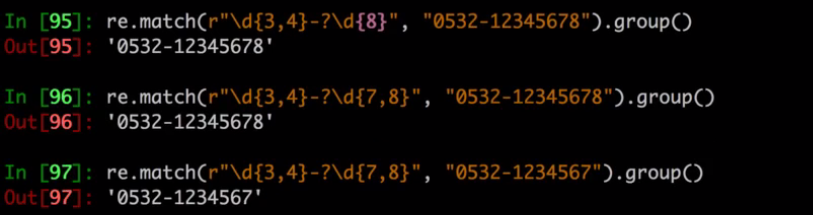 In [95]: re.match(r"\d{3,4}-?\d{8}", "0532-12345678").group()
Out[95]: '0532-12345678'
In [96]: re.match(r"\d{3,4}-?\d{7,8}", "0532-12345678").group()
Out[96]: '0532-12345678'
In [97]: re.match(r"\d{3,4}-?\d{7,8}", "0532-1234567").group()
Out[97]: '0532-1234567'